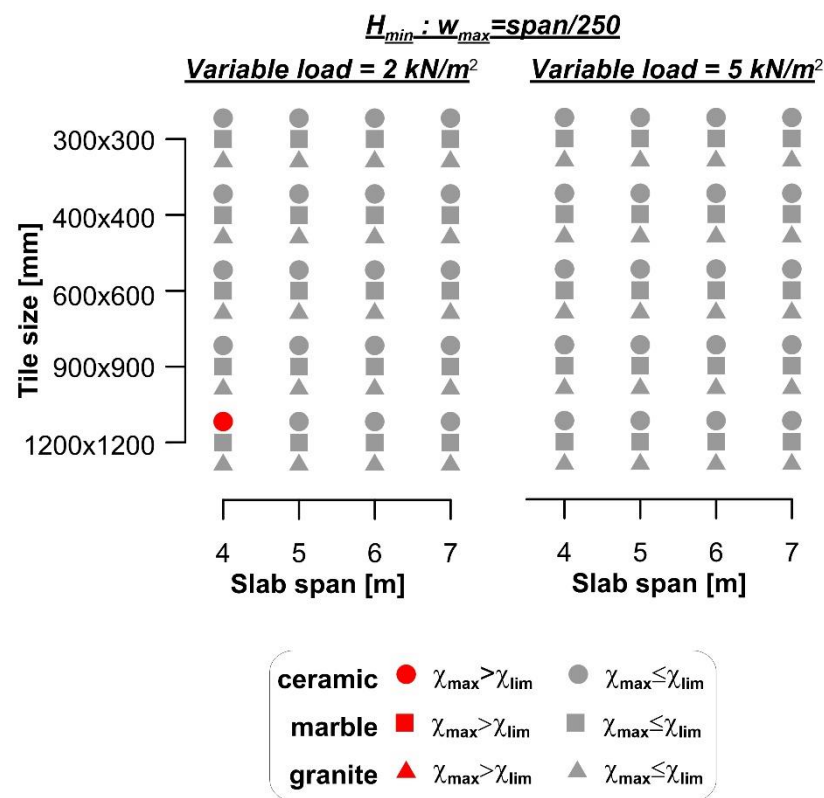 H_min : w_max=span/250
Variable load = 2 kN/m² Variable load = 5 kN/m²
Tile size [mm]
300x300
400x400
600x600
900x900
1200x1200
4 5 6 7 4 5 6 7
Slab span [m] Slab span [m]
ceramic χmax>χlim χmax≤χlim
marble χmax>χlim χmax≤χlim
granite χmax>χlim χmax≤χlim